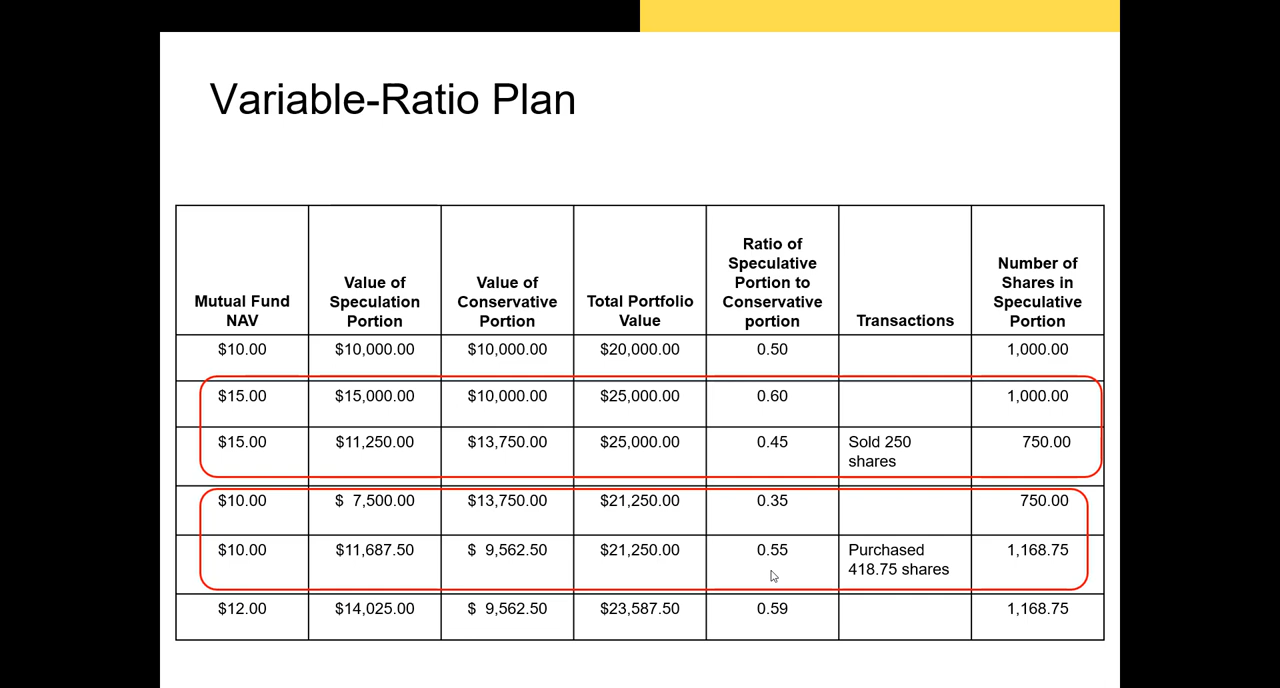 Variable-Ratio Plan
Mutual Fund
NAV
Value of
Speculation
Portion
Value of
Conservative
Portion
Total Portfolio
Value
Ratio of
Speculative
Portion to
Conservative
portion
Transactions
Number of
Shares in
Speculative
Portion
$10.00 $10,000.00 $10,000.00 $20,000.00 0.50 1,000.00
$15.00 $15,000.00 $10,000.00 $25,000.00 0.60 1,000.00
$15.00 $11,250.00 $13,750.00 $25,000.00 0.45 Sold 250 750.00
shares
$10.00 $ 7,500.00 $13,750.00 $21,250.00 0.35 750.00
$10.00 $11,687.50 $ 9,562.50 $21,250.00 0.55 Purchased 1,168.75
418.75 shares
$12.00 $14,025.00 $ 9,562.50 $23,587.50 0.59 1,168.75